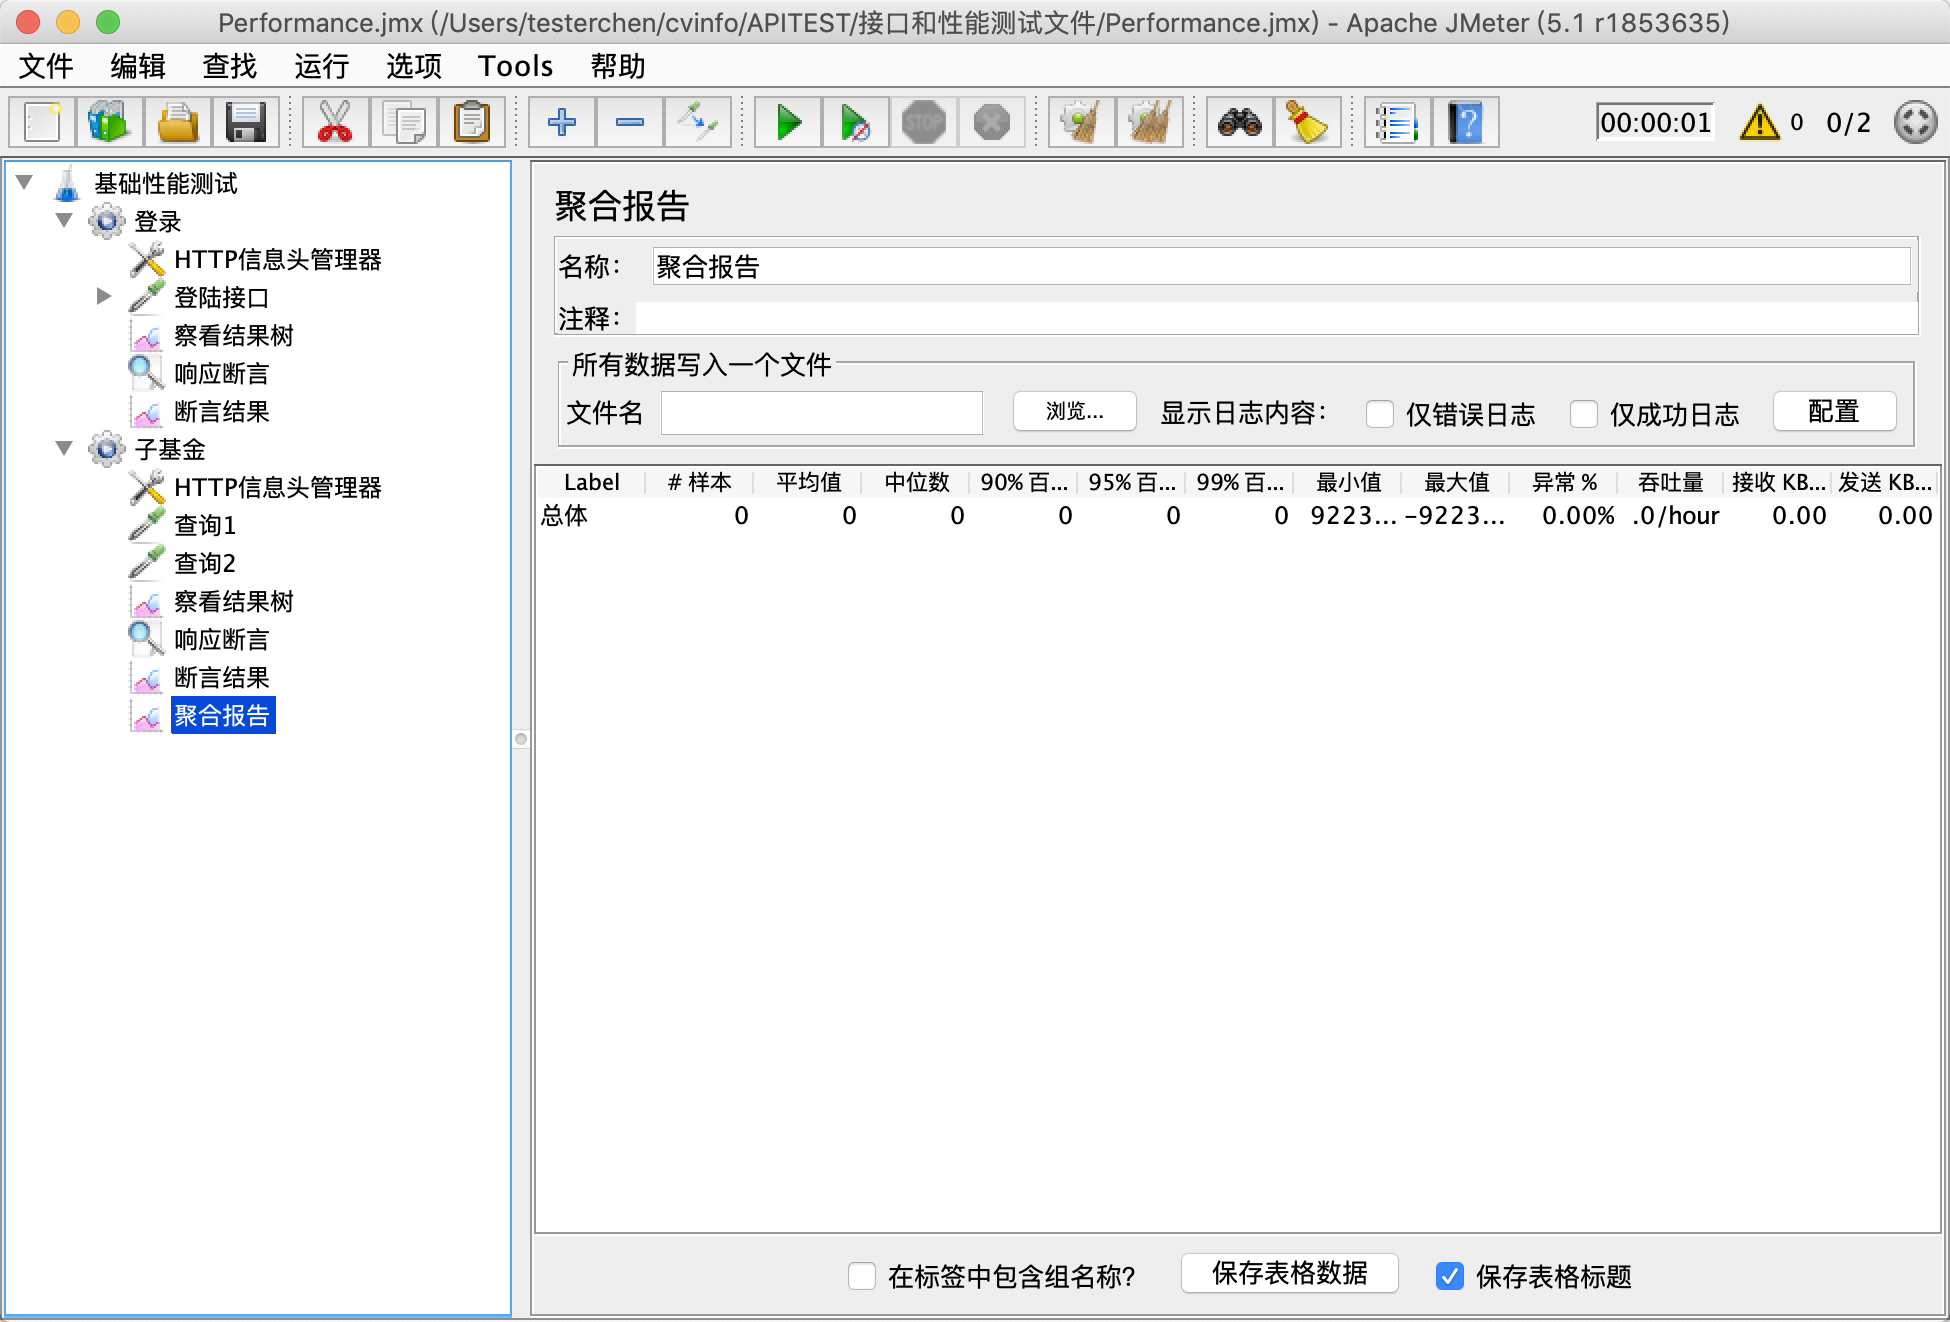 Performance.jmx (/Users/testerchen/cvinfo/APITEST/接口和性能测试文件/Performance.jmx) - Apache JMeter (5.1 r1853635)
文件 编辑 查找 运行 选项 Tools 帮助
STOP 00:00:01 0 0/2
基础性能测试
登录
HTTP信息头管理器
登陆接口
察看结果树
响应断言
断言结果
子基金
HTTP信息头管理器
查询1
查询2
察看结果树
响应断言
断言结果
聚合报告
聚合报告
名称： 聚合报告
注释：
所有数据写入一个文件
文件名 浏览... 显示日志内容： 仅错误日志 仅成功日志 配置
Label # 样本 平均值 中位数 90% 百... 95% 百... 99% 百... 最小值 最大值 异常 % 吞吐量 接收 KB... 发送 KB...
总体 0 0 0 0 0 0 9223... -9223... 0.00% .0/hour 0.00 0.00
在标签中包含组名称? 保存表格数据 保存表格标题